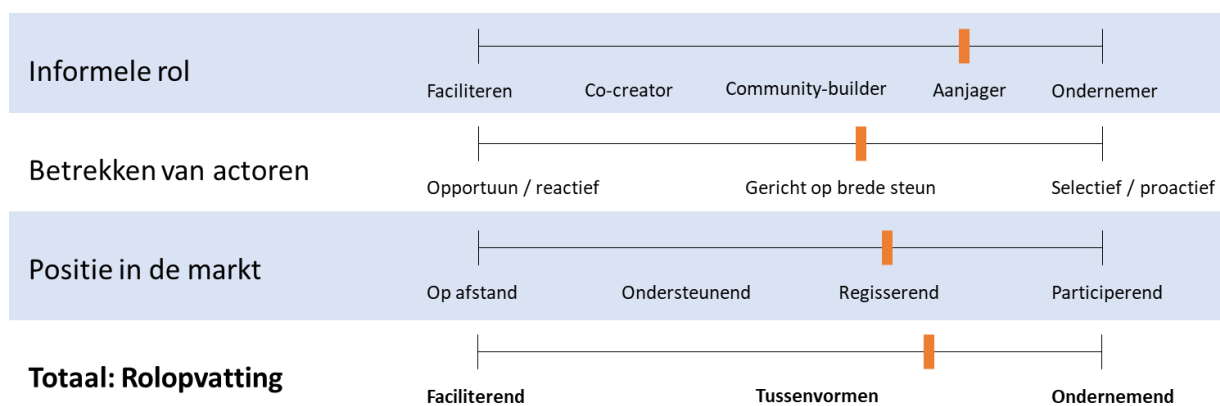 Informele rol
Faciliteren Co-creator Community-builder Aanjager Ondernemer
Betrekken van actoren
Opportuun / reactief Gericht op brede steun Selectief / proactief
Positie in de markt
Op afstand Ondersteunend Regisserend Participerend
Totaal: Rolopvatting
Faciliterend Tussenvormen Ondernemend